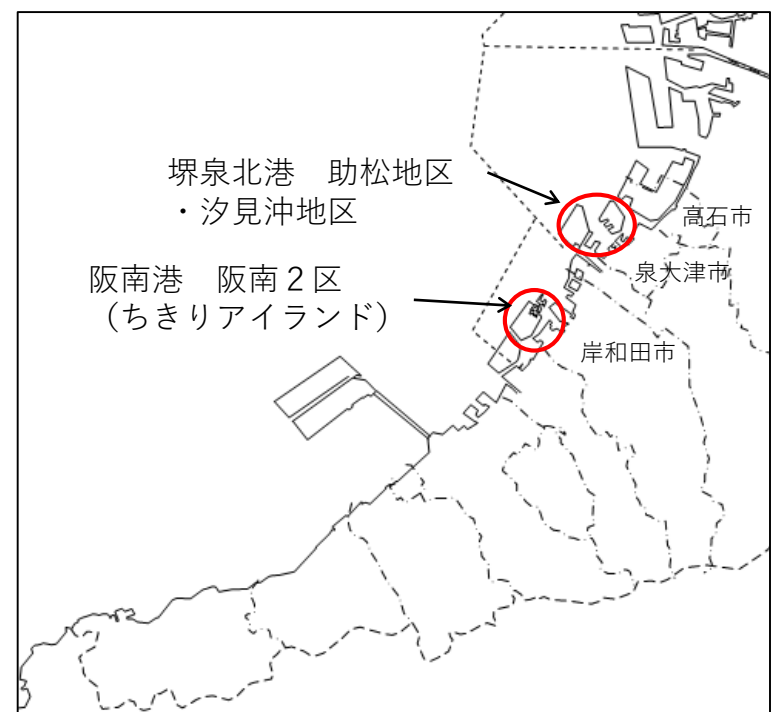 堺泉北港　助松地区
・汐見沖地区
高石市
泉大津市
阪南港　阪南２区
（ちきりアイランド）
岸和田市